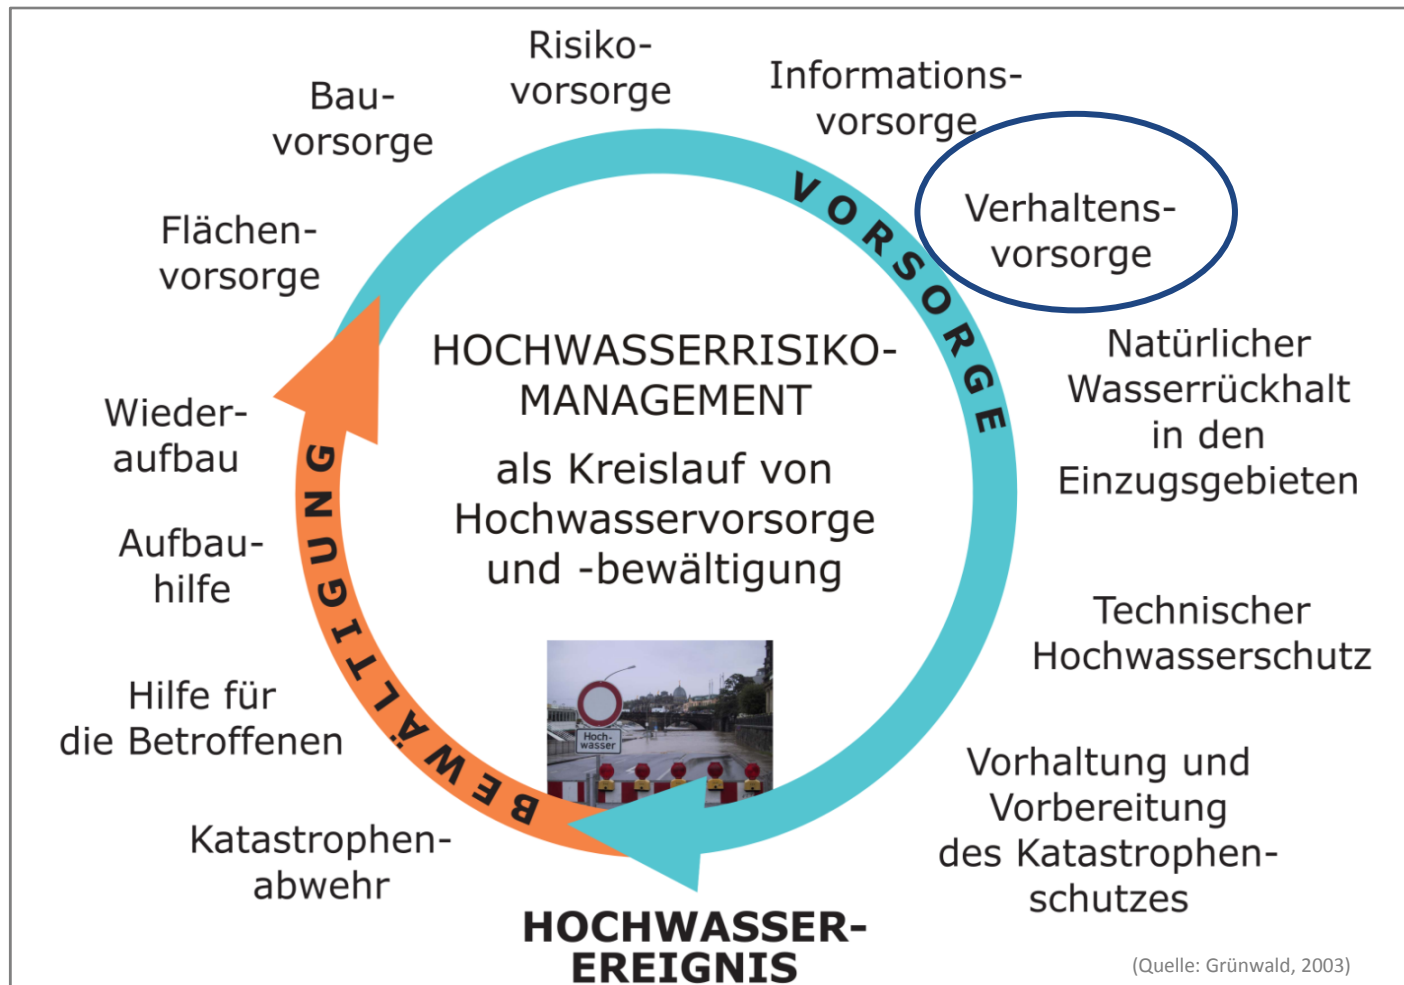 Risiko-
vorsorge
Informations-
vorsorge
Bau-
vorsorge
Verhaltens-
vorsorge
Flächen-
vorsorge
VORSORGE
HOCHWASSERRISIKO-
MANAGEMENT
als Kreislauf von
Hochwasservorsorge
und -bewältigung
Natürlicher
Wasserrückhalt
in den
Einzugsgebieten
Wieder-
aufbau
BEWÄLTIGUNG
Aufbau-
hilfe
Technischer
Hochwasserschutz
Hilfe für
die Betroffenen
Hoch-
wasser
Vorhaltung und
Vorbereitung
des Katastrophen-
schutzes
Katastrophen-
abwehr
HOCHWASSER-
EREIGNIS
(Quelle: Grünwald, 2003)